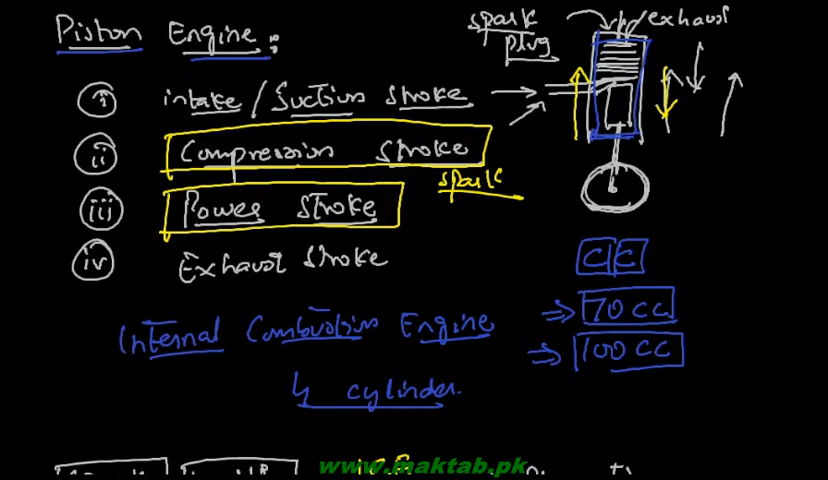 Piston Engine :
spark plug
exhaust
i intake / Suction stroke
ii Compression stroke
spark
iii Power stroke
iv Exhaust stroke
CC
70 CC
Internal Combustion Engine
100 CC
4 cylinder.
www.maktab.pk